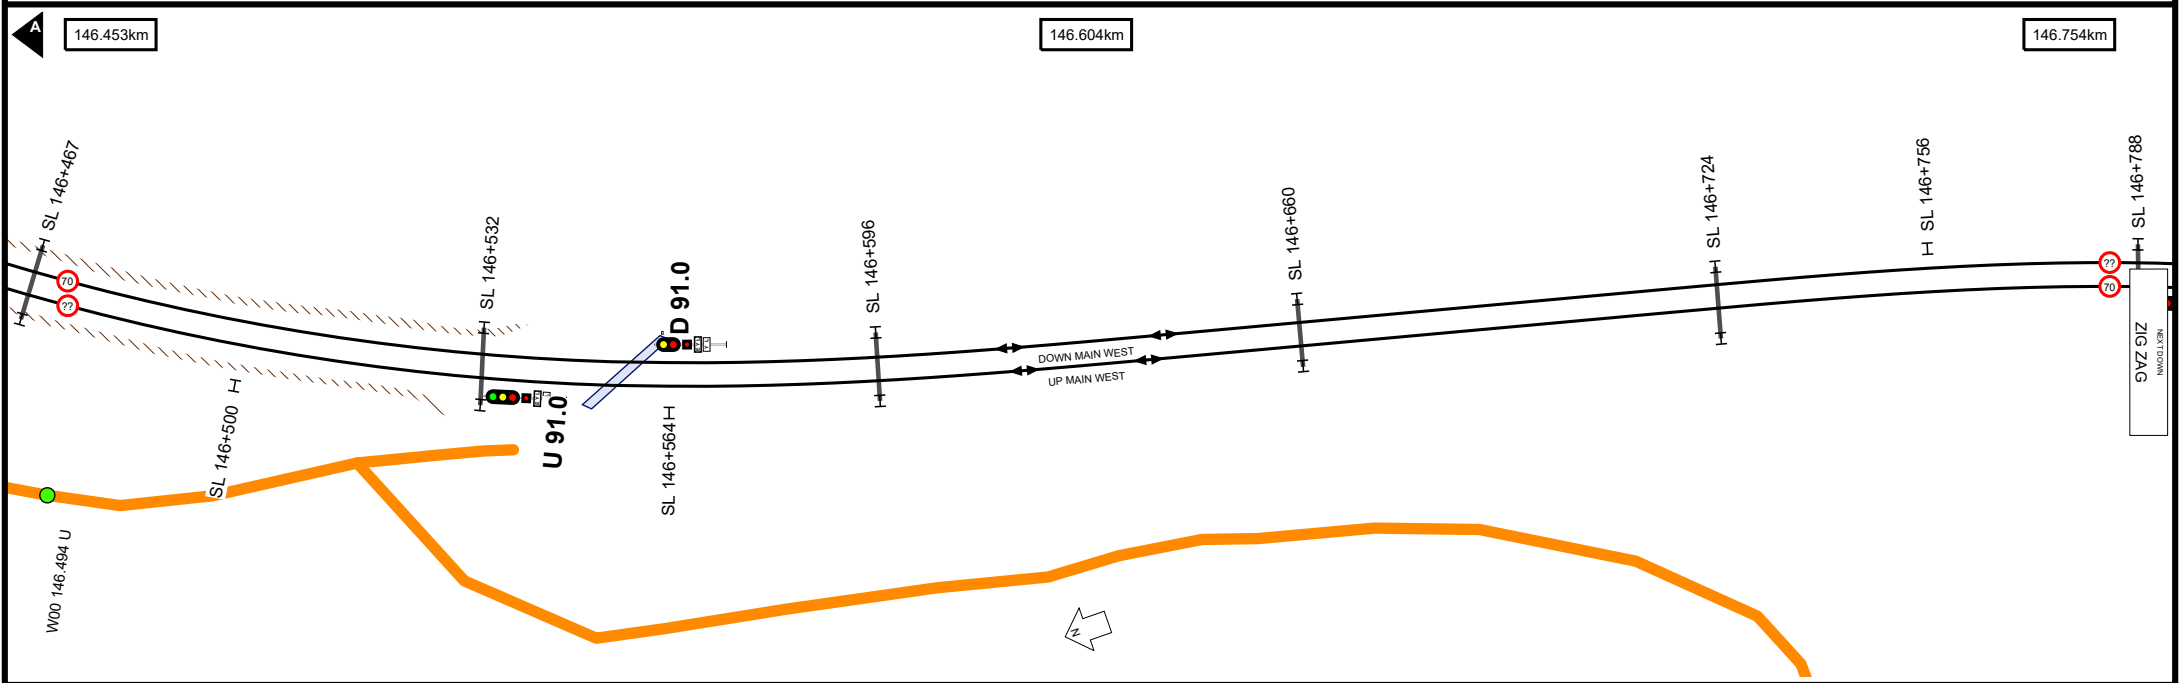 A
146.453km
146.604km
146.754km
SL 146+467
SL 146+532
SL 146+596
SL 146+660
SL 146+724
SL 146+756
SL 146+788
70
??
??
70
D 91.0
U 91.0
DOWN MAIN WEST
UP MAIN WEST
SL 146+500
SL 146+564
NEXT DOWN
ZIG ZAG
W00 146.494 U
N